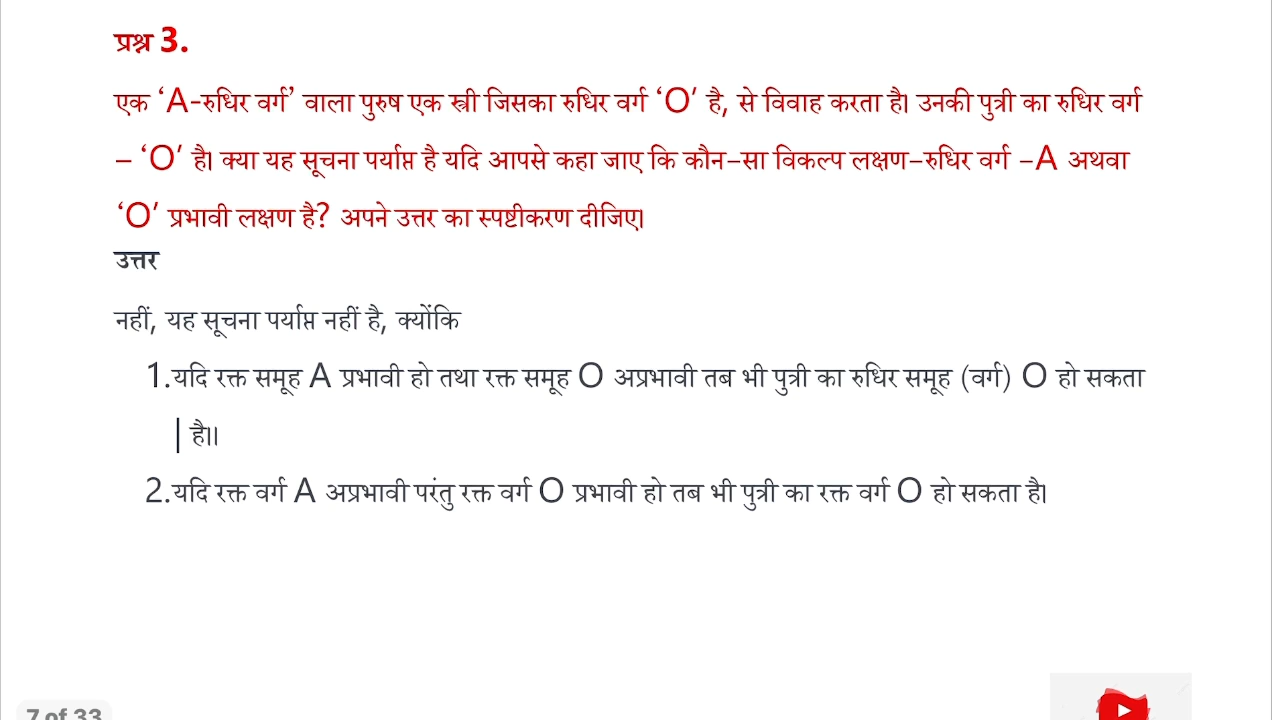 प्रश्न 3.
एक ‘A-रुधिर वर्ग’ वाला पुरुष एक स्त्री जिसका रुधिर वर्ग ‘O’ है, से विवाह करता है। उनकी पुत्री का रुधिर वर्ग
– ‘O’ है। क्या यह सूचना पर्याप्त है यदि आपसे कहा जाए कि कौन–सा विकल्प लक्षण–रुधिर वर्ग –A अथवा
‘O’ प्रभावी लक्षण है? अपने उत्तर का स्पष्टीकरण दीजिए।
उत्तर
नहीं, यह सूचना पर्याप्त नहीं है, क्योंकि
1.यदि रक्त समूह A प्रभावी हो तथा रक्त समूह O अप्रभावी तब भी पुत्री का रुधिर समूह (वर्ग) O हो सकता
| है।।
2.यदि रक्त वर्ग A अप्रभावी परंतु रक्त वर्ग O प्रभावी हो तब भी पुत्री का रक्त वर्ग O हो सकता है।
7 of 33